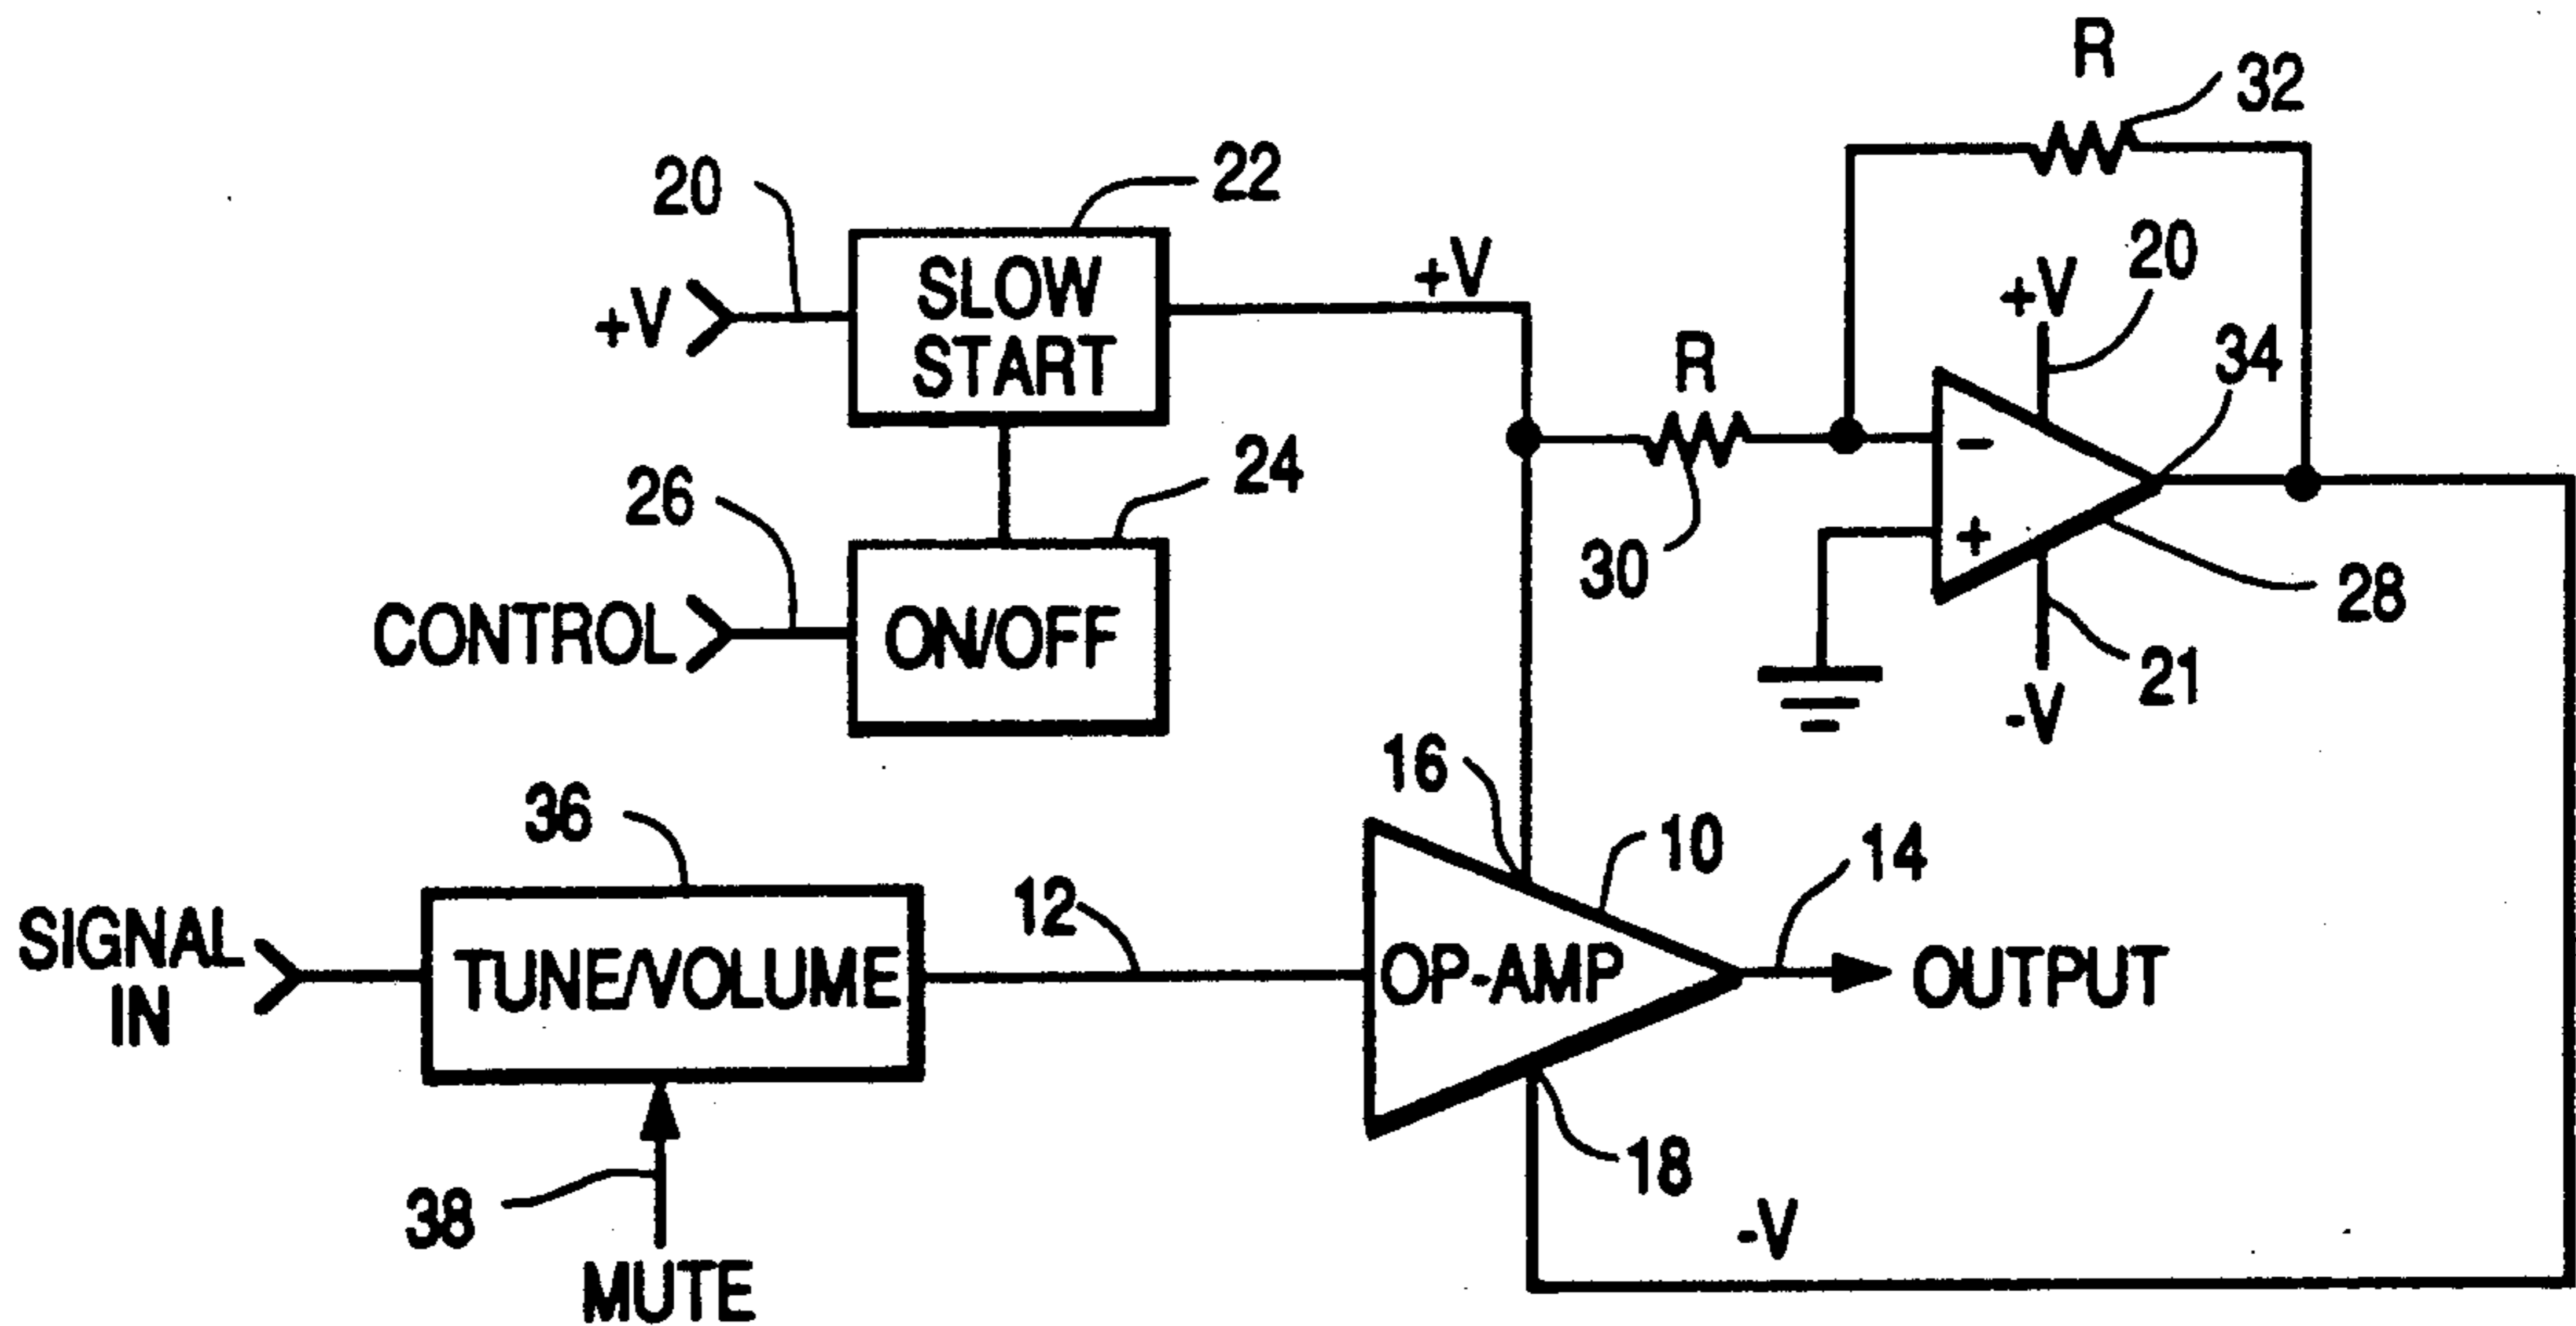 R
32
20
22
+V
SLOW
START
+V
R
+V
20
34
-
+
30
28
21
-V
26
24
CONTROL
ON/OFF
16
10
14
36
12
SIGNAL
IN
TUNE/VOLUME
OP-AMP
OUTPUT
18
38
MUTE
-V